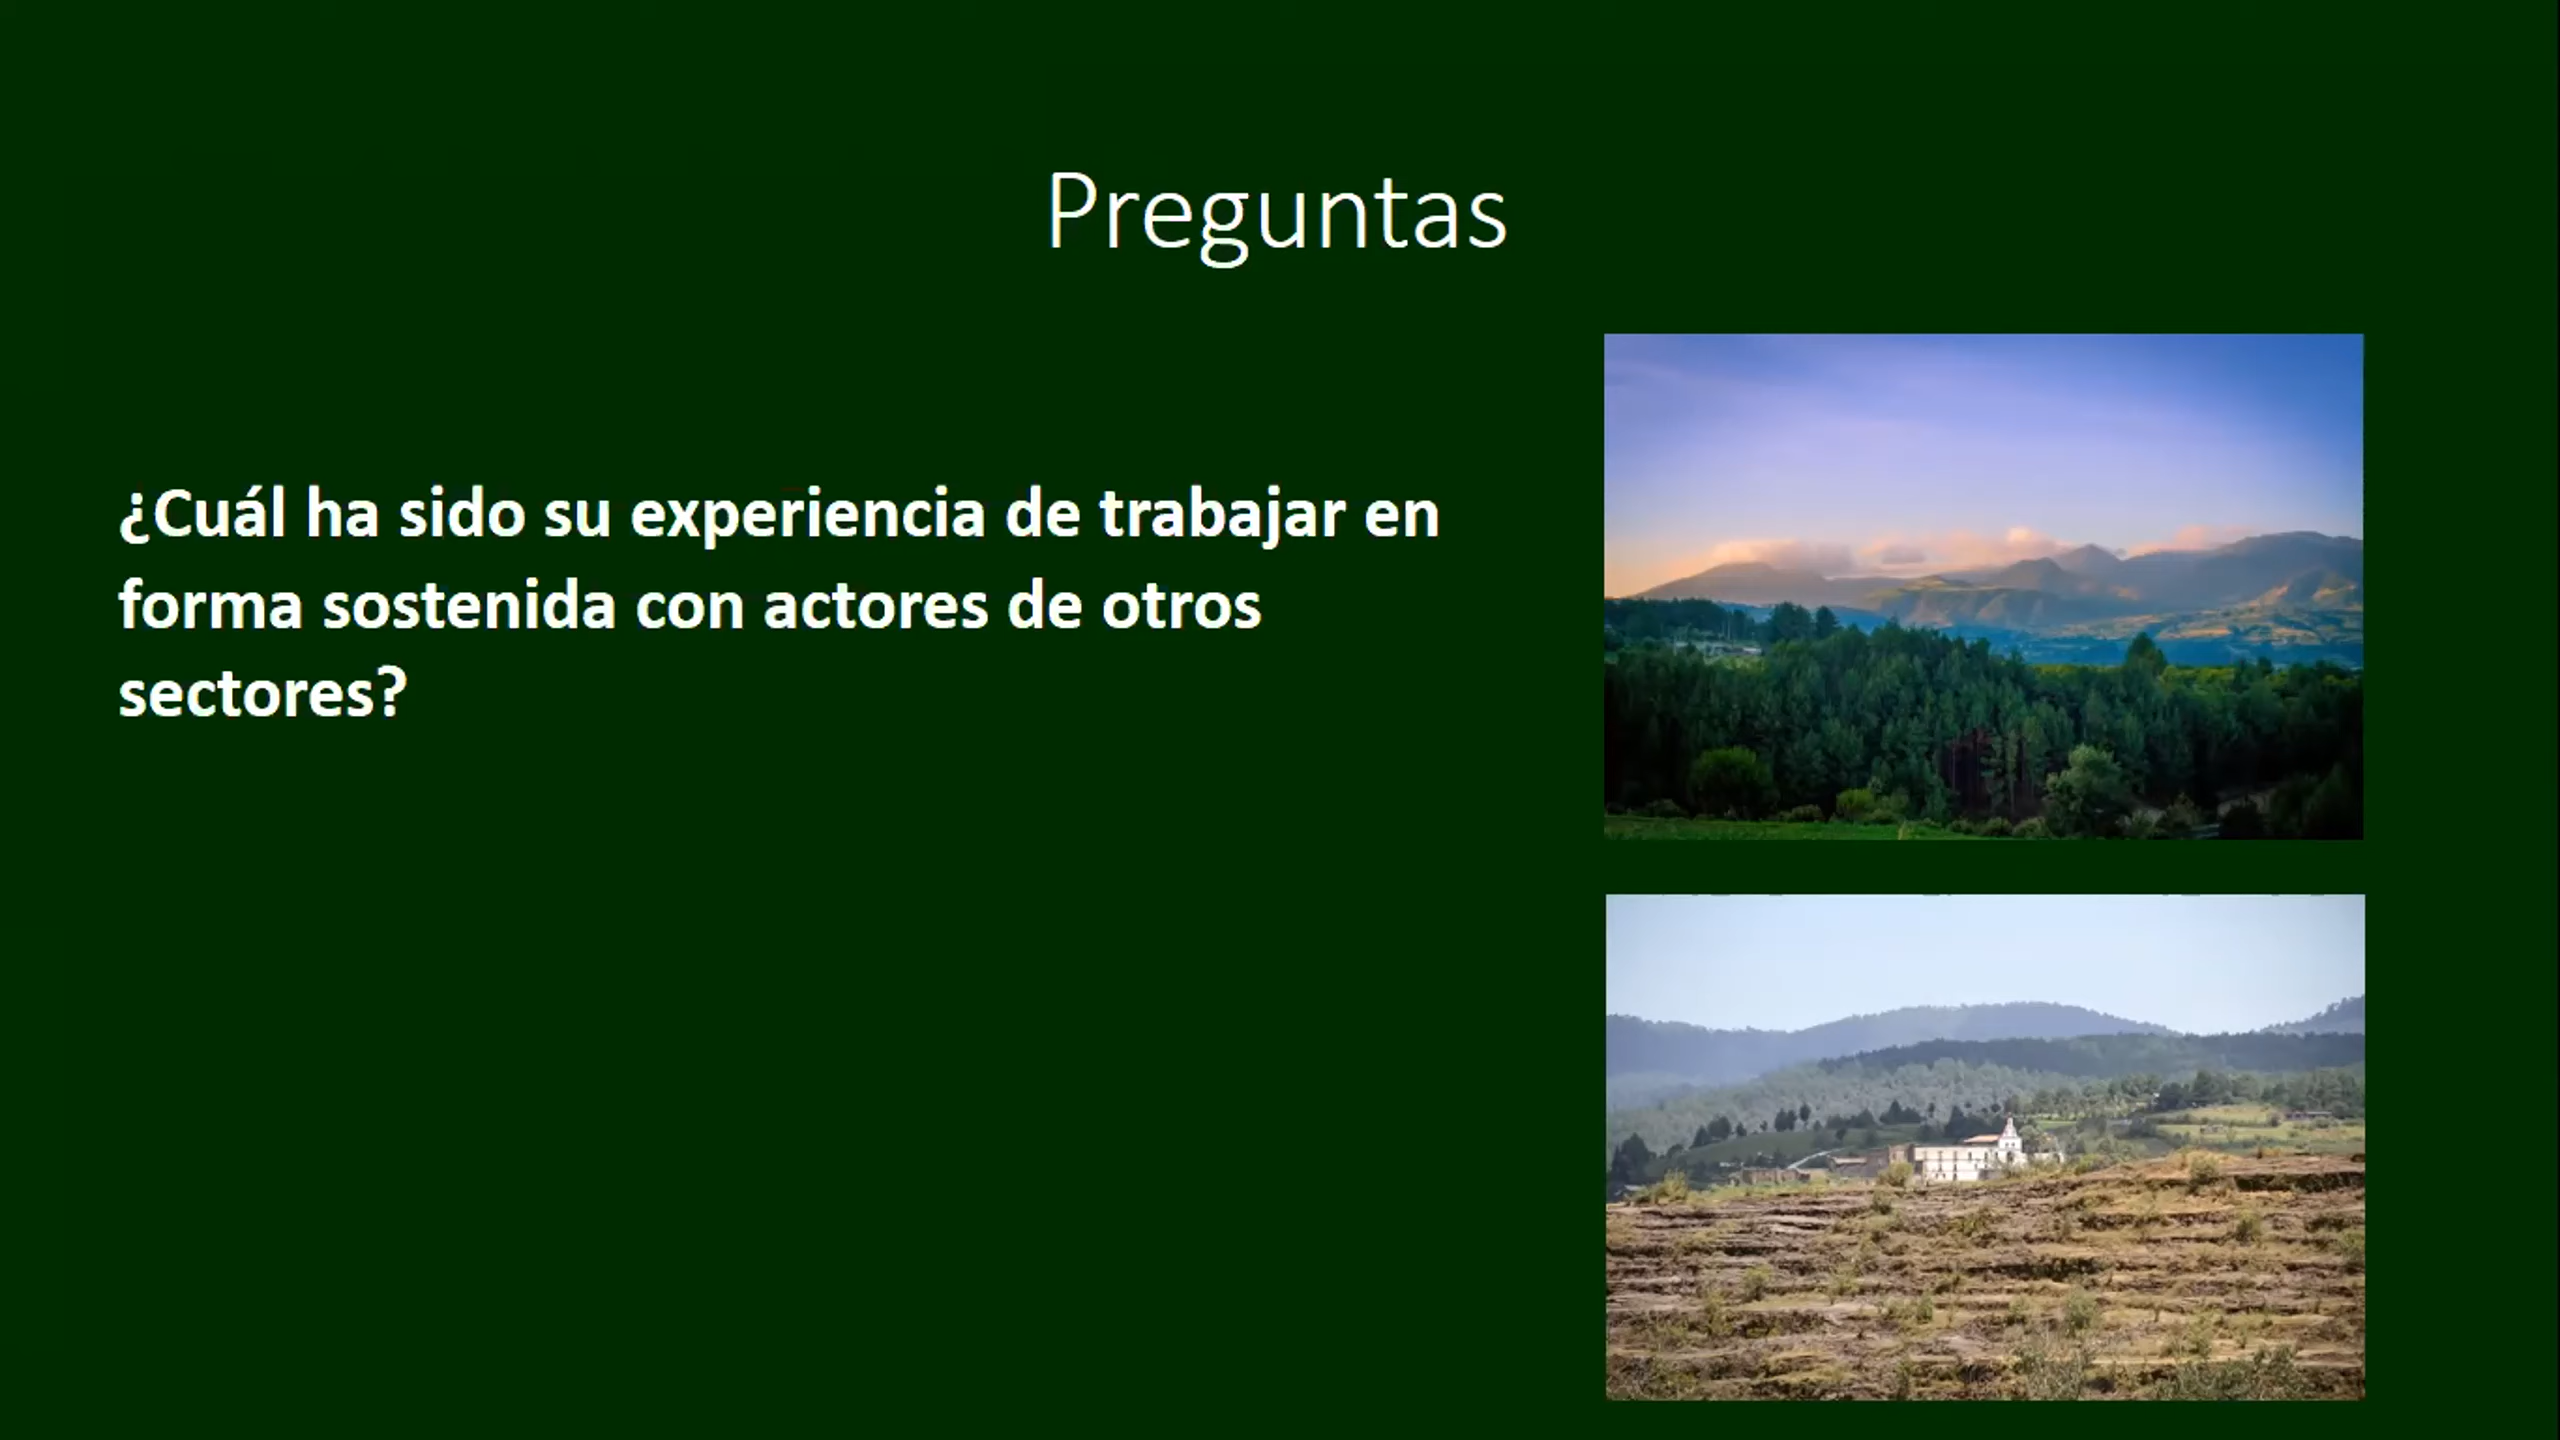 Preguntas
¿Cuál ha sido su experiencia de trabajar en
forma sostenida con actores de otros
sectores?